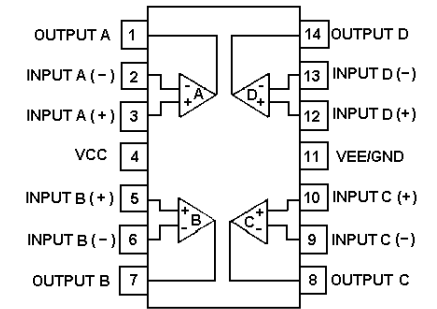 OUTPUT A 1 14 OUTPUT D
INPUT A (−) 2 13 INPUT D (−)
- A D -
+ +
INPUT A (+) 3 12 INPUT D (+)
VCC 4 11 VEE/GND
INPUT B (+) 5 10 INPUT C (+)
+ B C +
- -
INPUT B (−) 6 9 INPUT C (−)
OUTPUT B 7 8 OUTPUT C